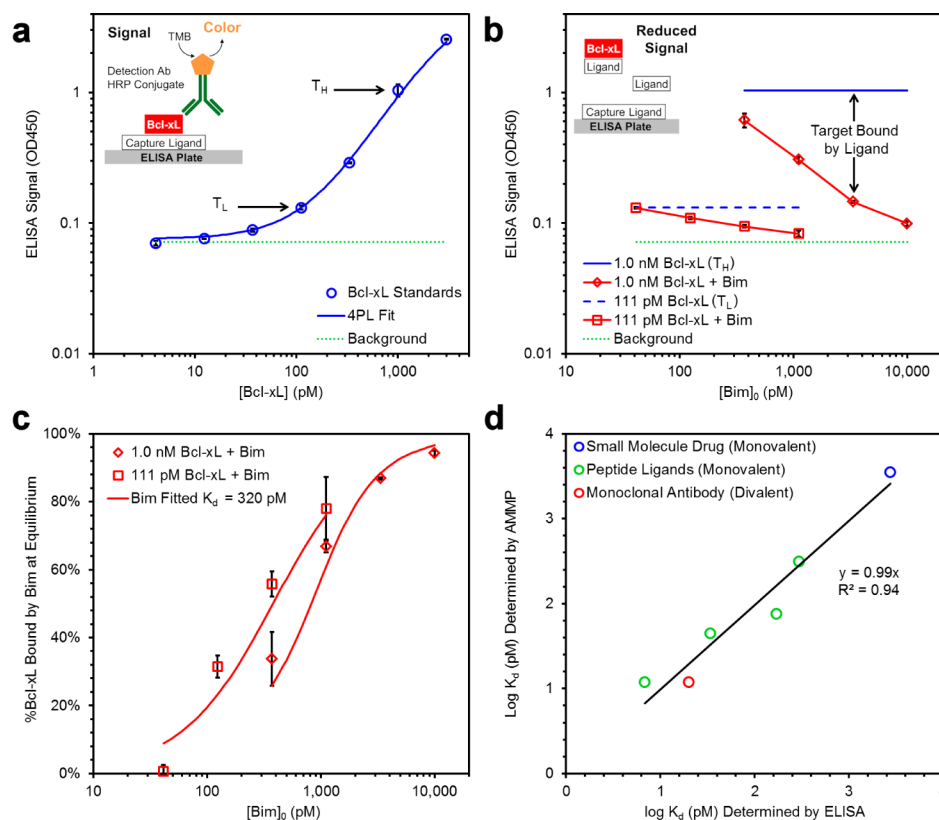 a
Signal
Color
TMB
Detection Ab
HRP Conjugate
Bcl-xL
Capture Ligand
ELISA Plate
T_H
T_L
Bcl-xL Standards
4PL Fit
Background
ELISA Signal (OD450)
1
0.1
0.01
1
10
100
1,000
[Bcl-xL] (pM)
b
Reduced
Signal
Bcl-xL
Ligand
Ligand
Capture Ligand
ELISA Plate
Target Bound
by Ligand
1.0 nM Bcl-xL (T_H)
1.0 nM Bcl-xL + Bim
111 pM Bcl-xL (T_L)
111 pM Bcl-xL + Bim
Background
ELISA Signal (OD450)
1
0.1
0.01
10
100
1,000
10,000
[Bim]₀ (pM)
c
1.0 nM Bcl-xL + Bim
111 pM Bcl-xL + Bim
Bim Fitted K_d = 320 pM
%Bcl-xL Bound by Bim at Equilibrium
100%
80%
60%
40%
20%
0%
10
100
1,000
10,000
[Bim]₀ (pM)
d
Small Molecule Drug (Monovalent)
Peptide Ligands (Monovalent)
Monoclonal Antibody (Divalent)
y = 0.99x
R² = 0.94
Log K_d (pM) Determined by AMMP
4
3
2
1
0
0
1
2
3
4
log K_d (pM) Determined by ELISA